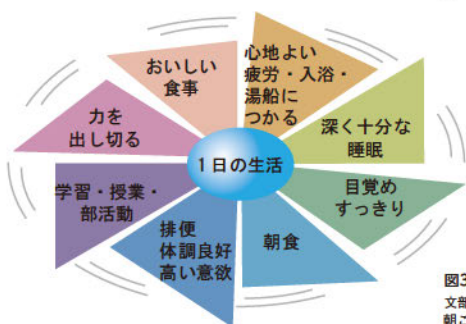 おいしい
食事
心地よい
疲労・入浴・
湯船に
つかる
深く十分な
睡眠
目覚め
すっきり
朝食
排便
体調良好
高い意欲
学習・授業・
部活動
力を
出し切る
1日の生活
図3
文部